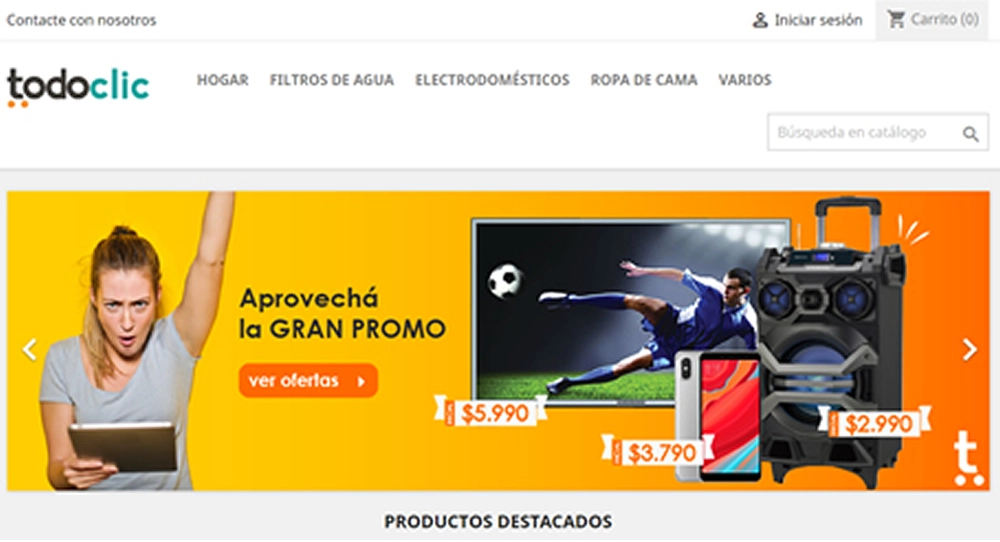 Contacte con nosotros
Iniciar sesión
Carrito (0)
todoclic
HOGAR FILTROS DE AGUA ELECTRODOMÉSTICOS ROPA DE CAMA VARIOS
Búsqueda en catálogo
Aprovechá
la GRAN PROMO
ver ofertas
$5.990
$3.790
$2.990
t
PRODUCTOS DESTACADOS